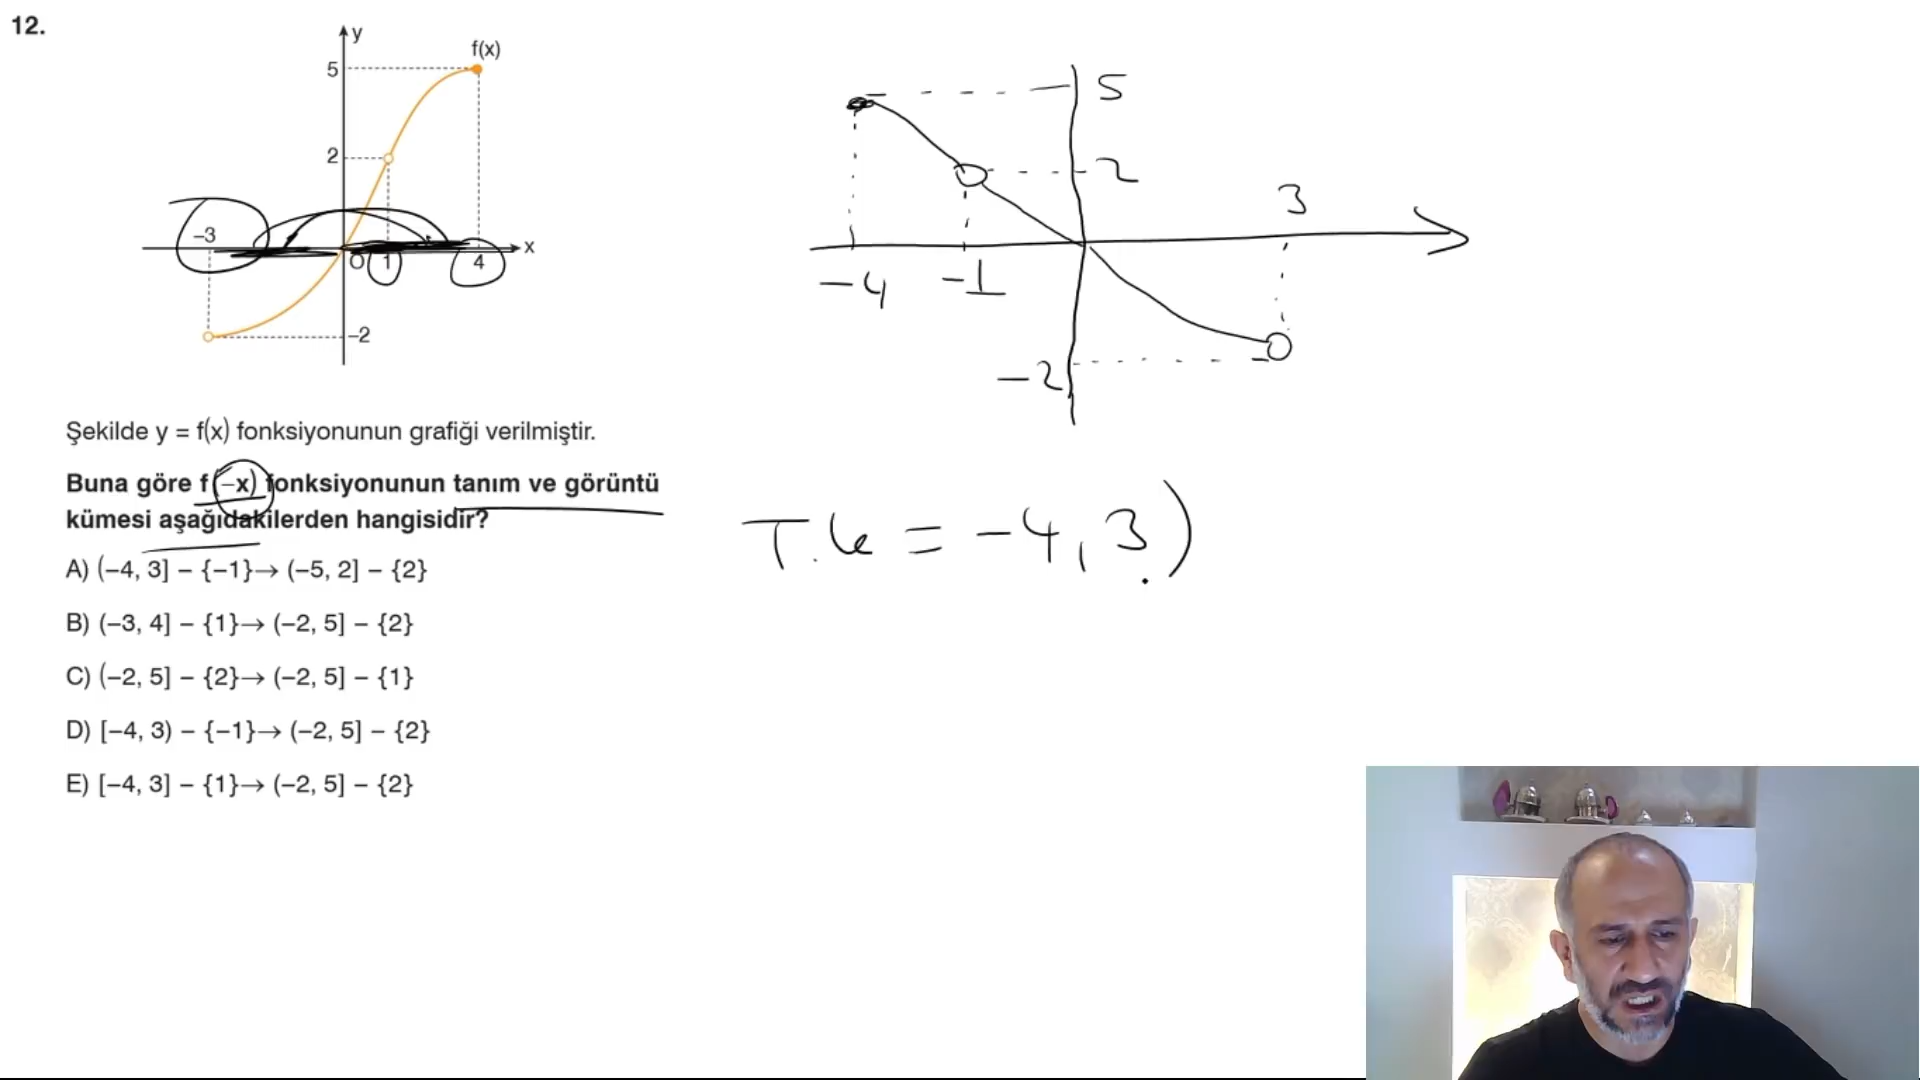 12.
y
f(x)
5
2
-3
O
1
4
x
-2
Şekilde y = f(x) fonksiyonunun grafiği verilmiştir.
Buna göre f(-x) fonksiyonunun tanım ve görüntü
kümesi aşağıdakilerden hangisidir?
A) (-4, 3] - {-1}→ (-5, 2] - {2}
B) (-3, 4] - {1}→ (-2, 5] - {2}
C) (-2, 5] - {2}→ (-2, 5] - {1}
D) [-4, 3) - {-1}→ (-2, 5] - {2}
E) [-4, 3] - {1}→ (-2, 5] - {2}
5
2
3
-4
-1
-2
T.k = -4, 3)